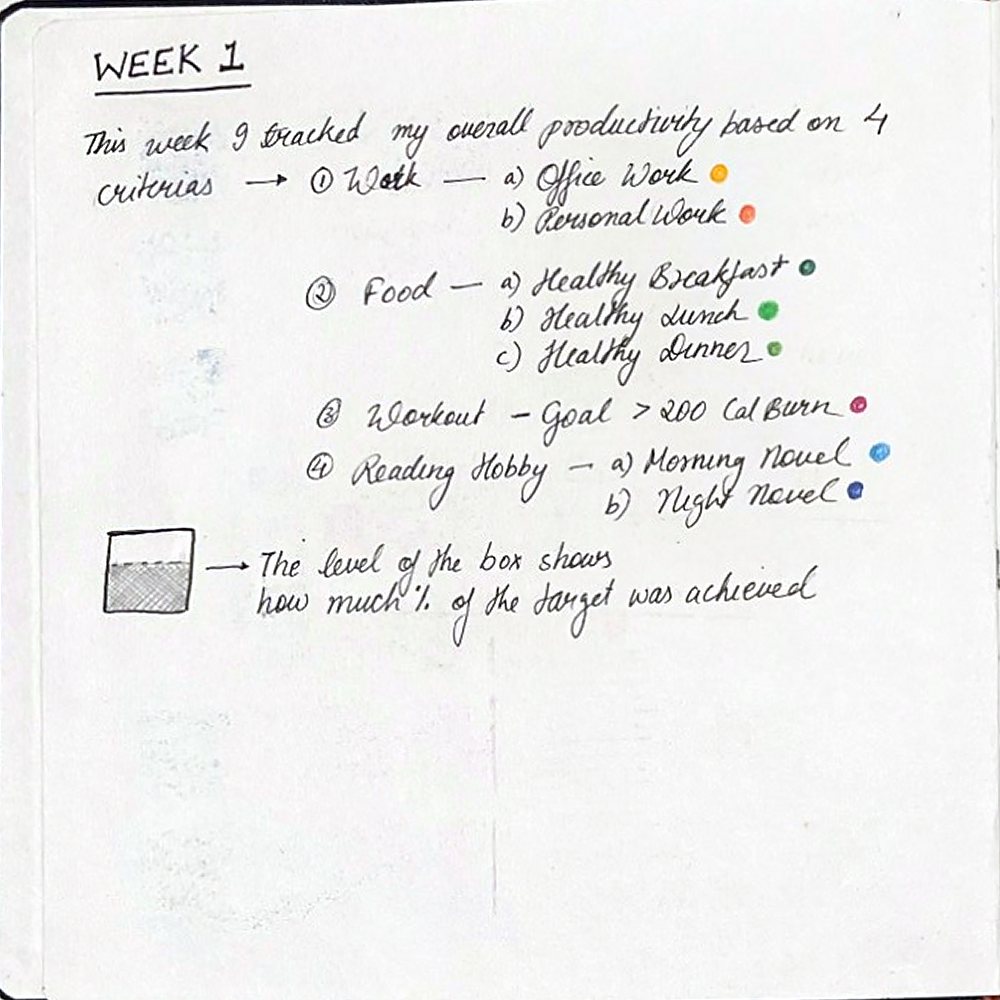 WEEK 1
This week I tracked my overall productivity based on 4
criterias → ① Work — a) Office Work
b) Personal Work
② Food — a) Healthy Breakfast
b) Healthy Lunch
c) Healthy Dinner
③ Workout – Goal > 200 Cal Burn
④ Reading Hobby – a) Morning Novel
b) Night Novel
→ The level of the box shows
how much % of the target was achieved